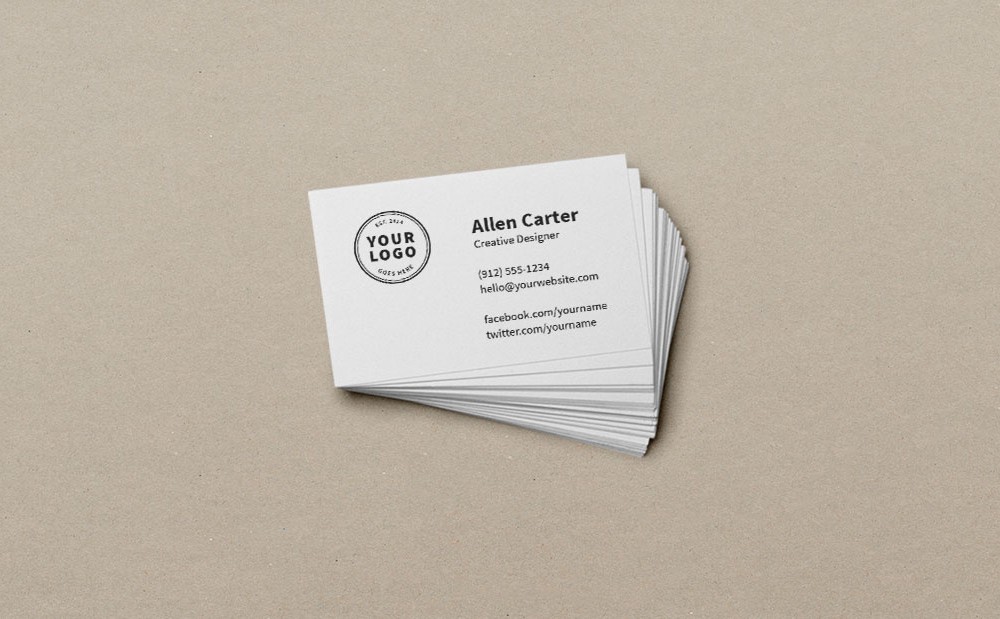 EST. 2014
YOUR
LOGO
GOES HERE
Allen Carter
Creative Designer
(912) 555-1234
hello@yourwebsite.com
facebook.com/yourname
twitter.com/yourname